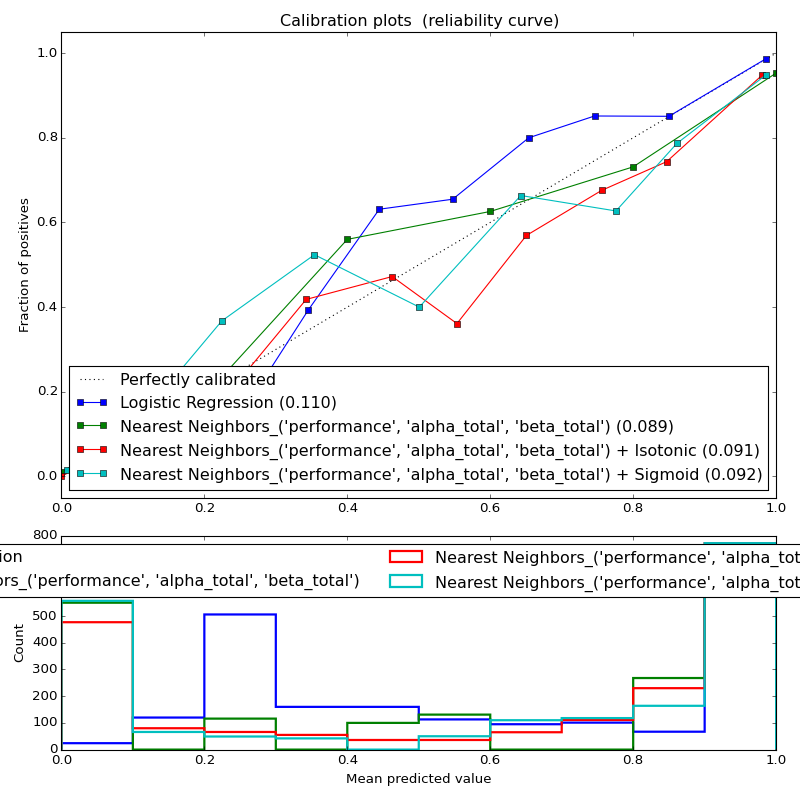 Calibration plots (reliability curve)
1.0
0.8
0.6
0.4
0.2
0.0
Fraction of positives
Perfectly calibrated
Logistic Regression (0.110)
Nearest Neighbors_('performance', 'alpha_total', 'beta_total') (0.089)
Nearest Neighbors_('performance', 'alpha_total', 'beta_total') + Isotonic (0.091)
Nearest Neighbors_('performance', 'alpha_total', 'beta_total') + Sigmoid (0.092)
0.0 0.2 0.4 0.6 0.8 1.0
800
ion
ors_('performance', 'alpha_total', 'beta_total')
Nearest Neighbors_('performance', 'alpha_tot
Nearest Neighbors_('performance', 'alpha_tot
500
400
300
200
100
0
Count
0.0 0.2 0.4 0.6 0.8 1.0
Mean predicted value